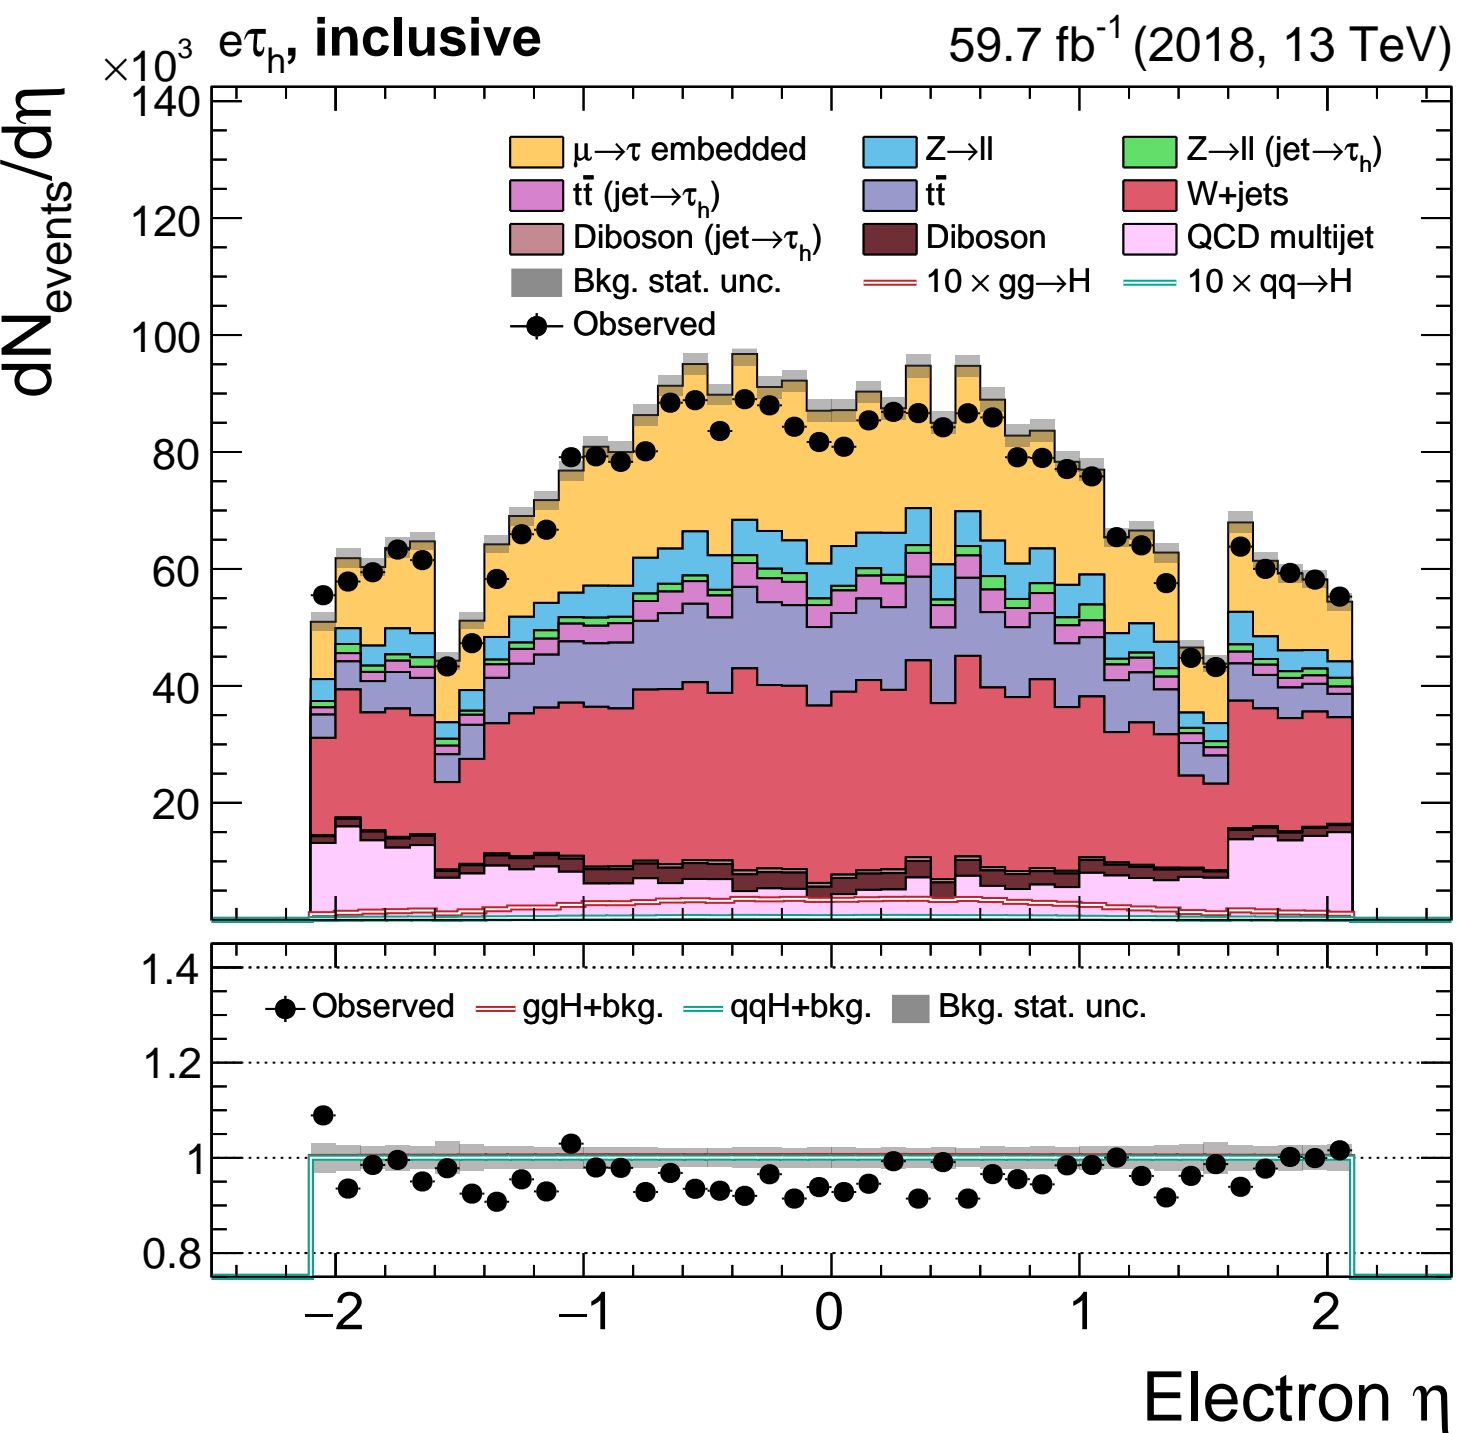 ×10³ eτₕ, inclusive 59.7 fb⁻¹ (2018, 13 TeV)
dN_events/dη
140
120
100
80
60
40
20
μ→τ embedded Z→ll Z→ll (jet→τₕ)
tt̄ (jet→τₕ) tt̄ W+jets
Diboson (jet→τₕ) Diboson QCD multijet
Bkg. stat. unc. 10 × gg→H 10 × qq→H
Observed
1.4
1.2
1
0.8
Observed ggH+bkg. qqH+bkg. Bkg. stat. unc.
−2 −1 0 1 2
Electron η